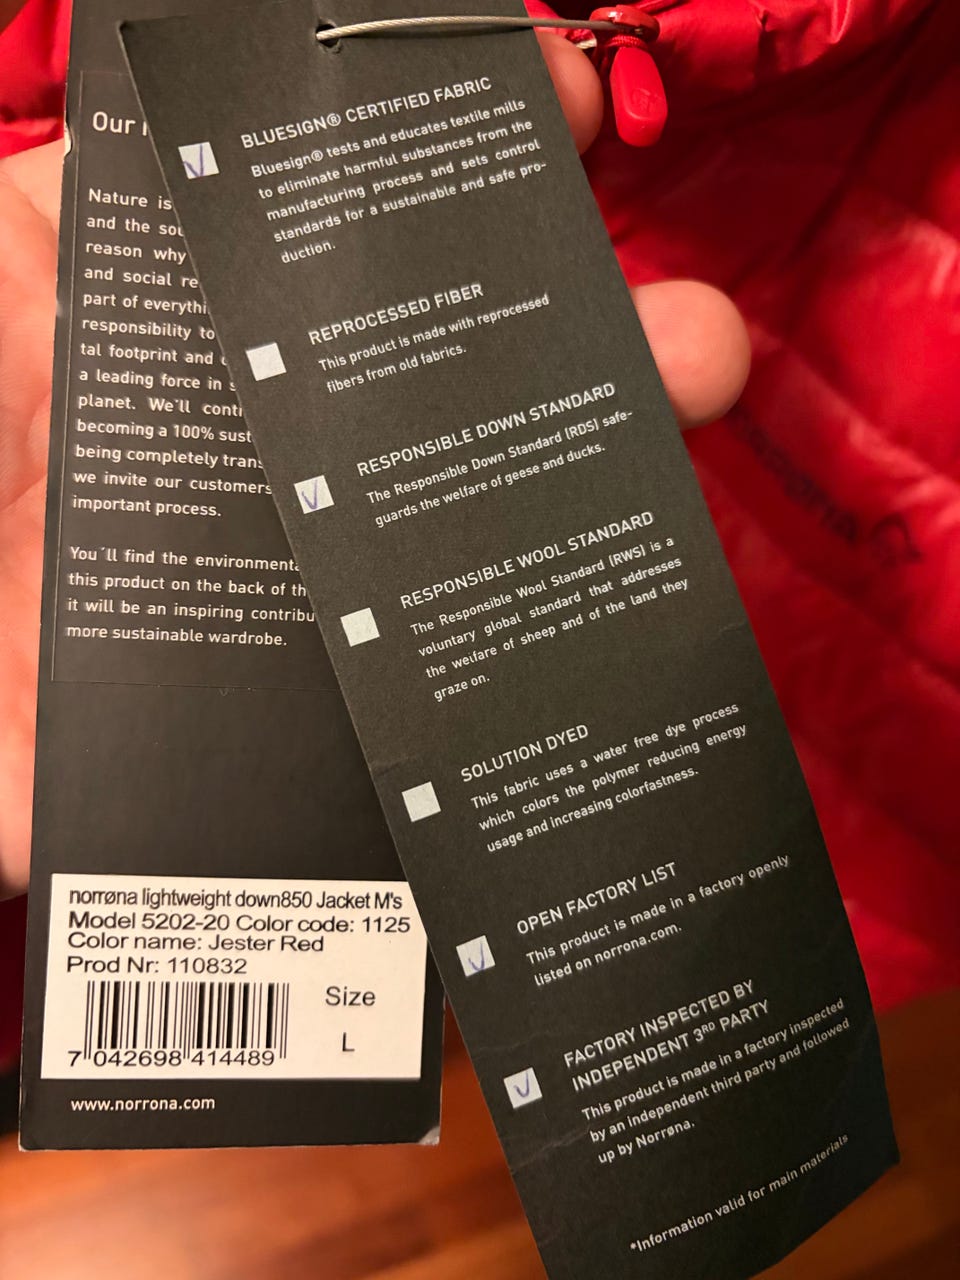 Our
Nature is
and the
reason why
and social
part of
responsibility to
tal footprint and
a leading force in
planet. We'll
becoming a 100%
being completely
we invite our customers
important process.
You´ll find the
this product on the back of
it will be an inspiring
more sustainable wardrobe.
norrøna lightweight down850 Jacket M's
Model 5202-20 Color code: 1125
Color name: Jester Red
Prod Nr: 110832
Size
L
7 042698 414489
www.norrona.com
BLUESIGN® CERTIFIED FABRIC
Bluesign® tests and educates textile mills
to eliminate harmful substances from the
manufacturing process and sets control
standards for a sustainable and safe pro-
duction.
REPROCESSED FIBER
This product is made with reprocessed
fibers from old fabrics.
RESPONSIBLE DOWN STANDARD
The Responsible Down Standard (RDS) safe-
guards the welfare of geese and ducks.
RESPONSIBLE WOOL STANDARD
The Responsible Wool Standard (RWS) is a
voluntary global standard that addresses
the welfare of sheep and of the land they
graze on.
SOLUTION DYED
This fabric uses a water free dye process
which colors the polymer reducing energy
usage and increasing colorfastness.
OPEN FACTORY LIST
This product is made in a factory openly
listed on norrona.com.
FACTORY INSPECTED BY
INDEPENDENT 3RD PARTY
This product is made in a factory inspected
by an independent third party and followed
up by Norrøna.
*Information valid for main materials